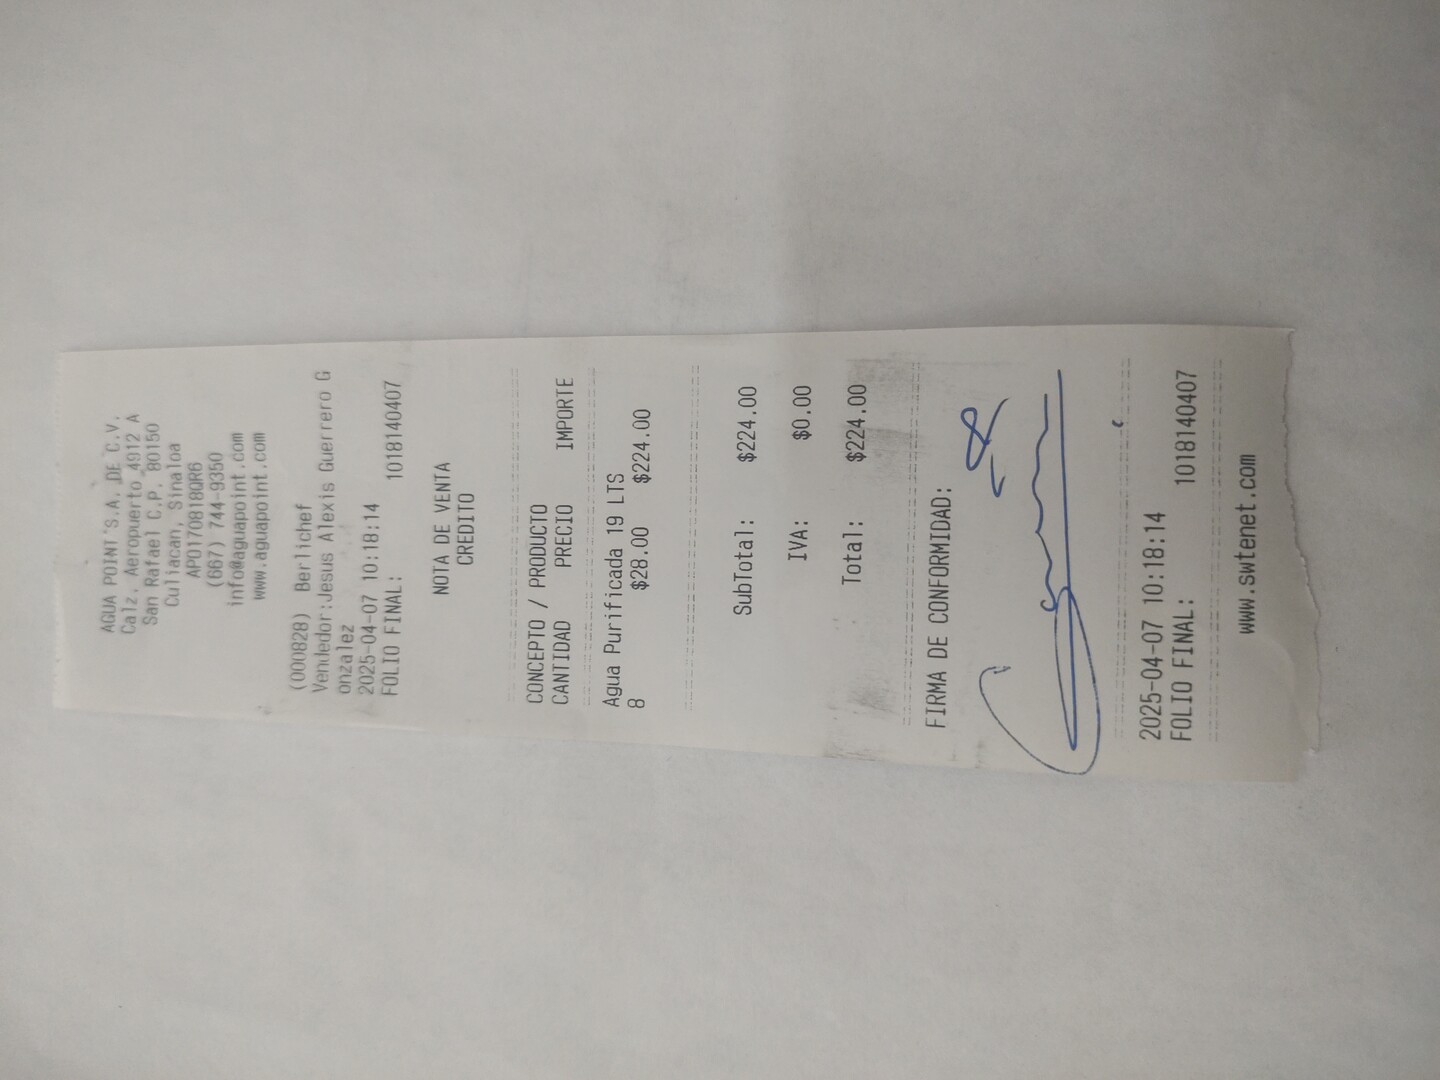 AGUA POINT'S.A. DE C.V.
Calz. Aeropuerto 4912 A
San Rafael C.P. 80150
Culiacan, Sinaloa
APO170818QR6
(667) 744-9350
info@aguapoint.com
www.aguapoint.com
(000828) Berlichef
Vendedor:Jesus Alexis Guerrero G
onzalez
2025-04-07 10:18:14
FOLIO FINAL: 1018140407
NOTA DE VENTA
CREDITO
CONCEPTO / PRODUCTO
CANTIDAD PRECIO IMPORTE
Agua Purificada 19 LTS
8 $28.00 $224.00
SubTotal: $224.00
IVA: $0.00
Total: $224.00
FIRMA DE CONFORMIDAD:
2025-04-07 10:18:14
FOLIO FINAL: 1018140407
www.swtenet.com